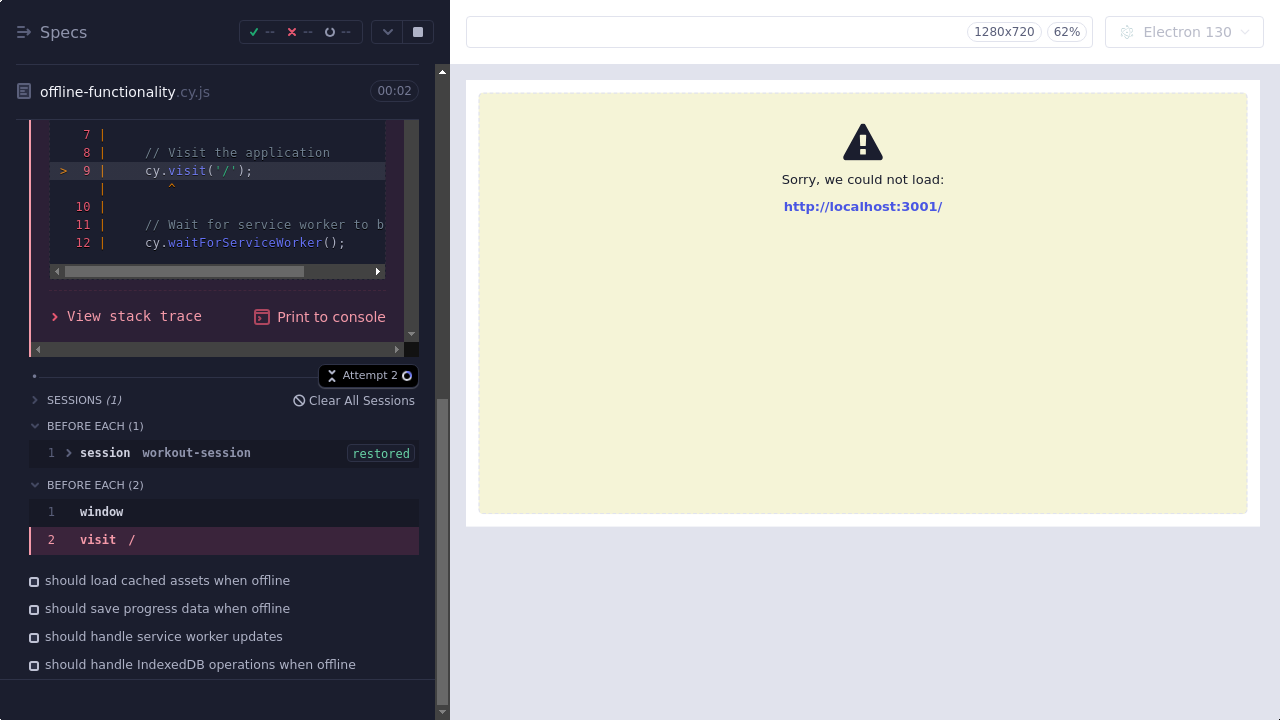 Specs
-- -- --
offline-functionality.cy.js 00:02
7 |
8 | // Visit the application
> 9 | cy.visit('/');
| ^
10 |
11 | // Wait for service worker to b
12 | cy.waitForServiceWorker();
View stack trace
Print to console
Attempt 2
SESSIONS (1)
Clear All Sessions
BEFORE EACH (1)
1 session workout-session restored
BEFORE EACH (2)
1 window
2 visit /
should load cached assets when offline
should save progress data when offline
should handle service worker updates
should handle IndexedDB operations when offline
1280x720 62% Electron 130
Sorry, we could not load:
http://localhost:3001/